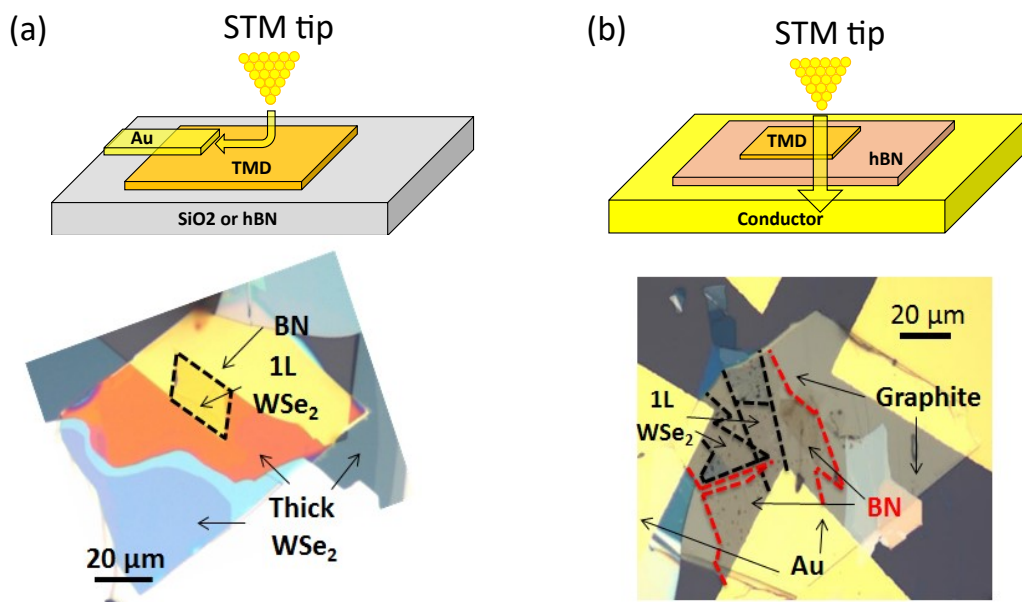 (a)
STM tip
Au
TMD
SiO2 or hBN
BN
1L
WSe₂
Thick
WSe₂
20 μm
(b)
STM tip
TMD
hBN
Conductor
20 μm
1L
WSe₂
Graphite
BN
Au